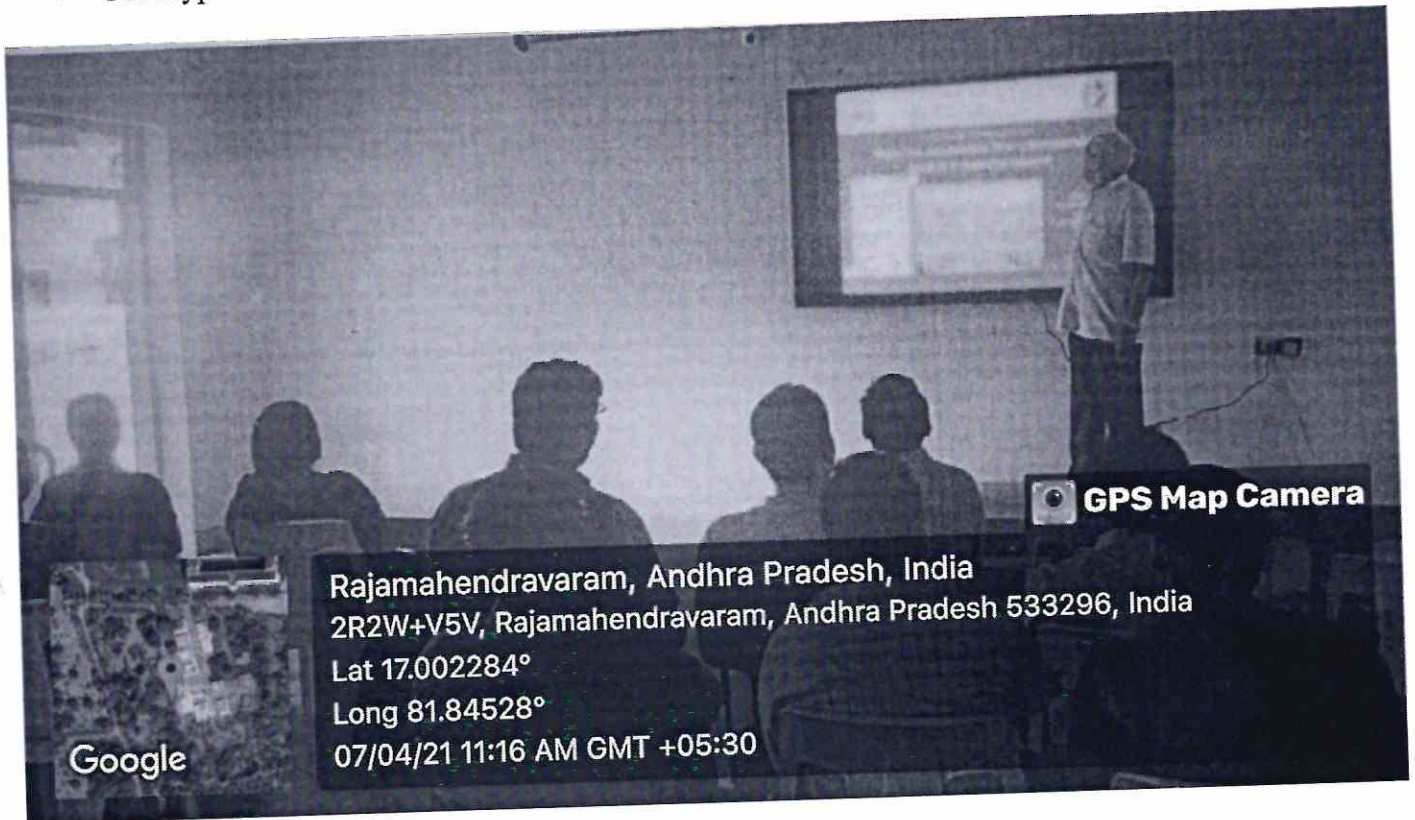 GPS Map Camera
Rajamahendravaram, Andhra Pradesh, India
2R2W+V5V, Rajamahendravaram, Andhra Pradesh 533296, India
Lat 17.002284°
Long 81.84528°
07/04/21 11:16 AM GMT +05:30
Google